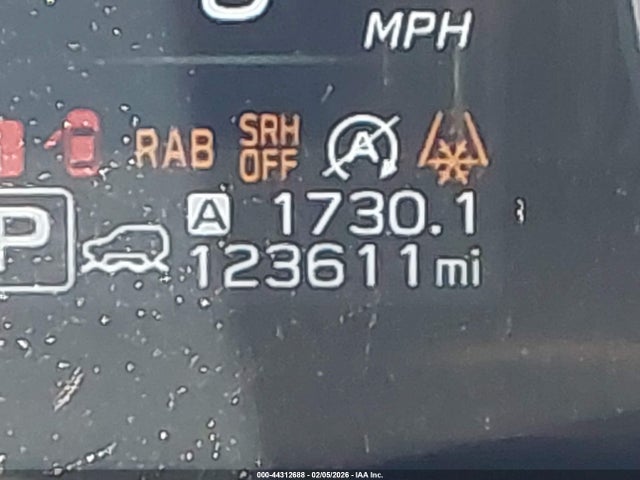 MPH
RAB SRH OFF A
P A 1730.1
123611 mi
000-44312688 - 02/05/2026 - IAA Inc.